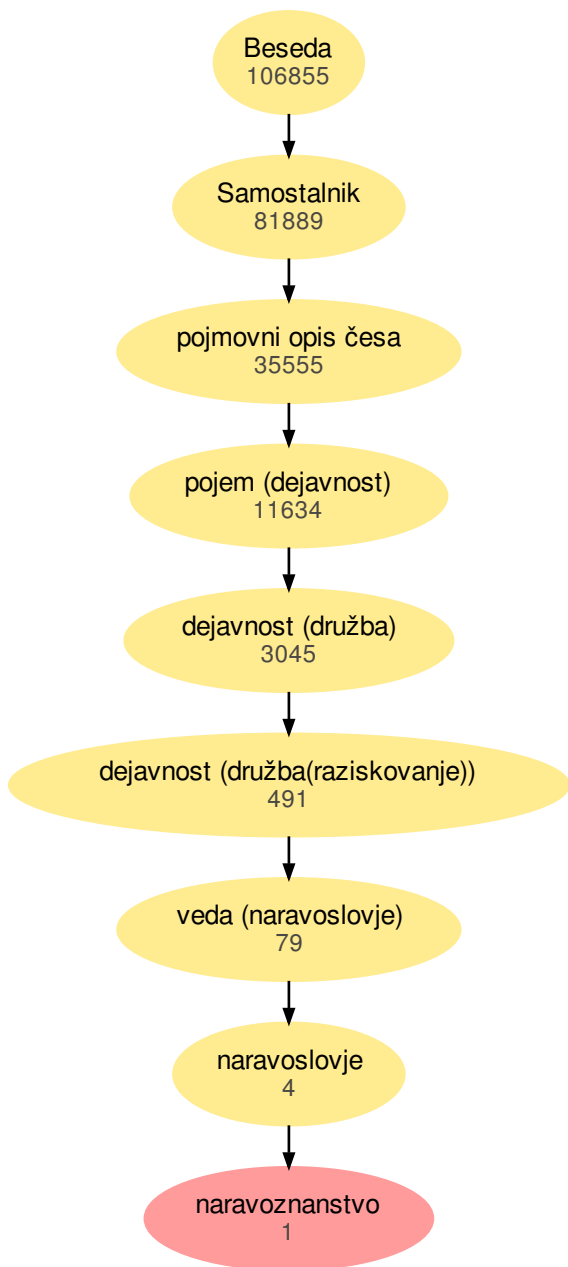 Beseda
106855
Samostalnik
81889
pojmovni opis česa
35555
pojem (dejavnost)
11634
dejavnost (družba)
3045
dejavnost (družba(raziskovanje))
491
veda (naravoslovje)
79
naravoslovje
4
naravoznanstvo
1